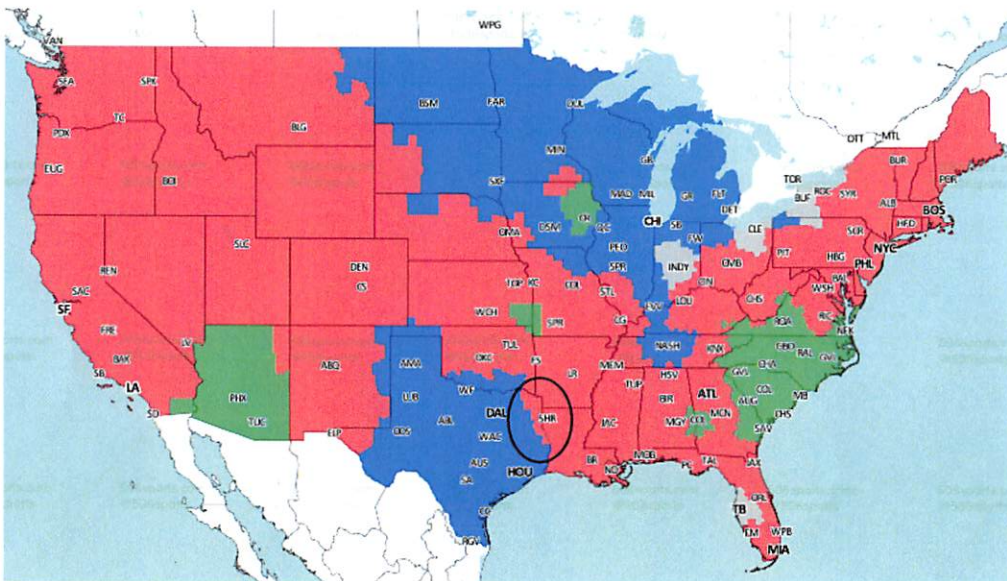 WPG
VAN
SEA
SPK
TC
PDX
EUG
BOI
BLG
BSM
FAR
DUL
MIN
SXF
GB
MAD
MIL
GR
FLT
DET
OTT
MTL
TOR
BUF
ROC
SYR
BUR
POR
ALB
BOS
HFD
NYC
SCR
PIT
HBG
PHL
BAL
WSH
CLE
CHI
SB
FW
INDY
CMB
CIN
CR
QC
DSM
OMA
PEO
SPR
SLC
REN
SAC
SF
FRE
BAK
SB
LA
SD
LV
DEN
CS
TOP
KC
COL
STL
CG
EVV
LOU
CHS
ROA
RIC
NFK
WCH
SPR
TUL
OKC
FS
ABQ
AMA
PHX
TUC
ELP
LUB
WF
ODS
ABI
DAL
WAC
AUS
SA
HOU
CC
RGV
SHR
LR
MEM
TUP
JAC
BR
NO
MOB
NASH
KNX
HSV
BIR
MGY
ATL
MCN
COL
GBO
RAL
GVL
CHA
GVL
COL
AUG
MB
CHS
SAV
PC
TAL
JAX
ORL
TB
FM
WPB
MIA